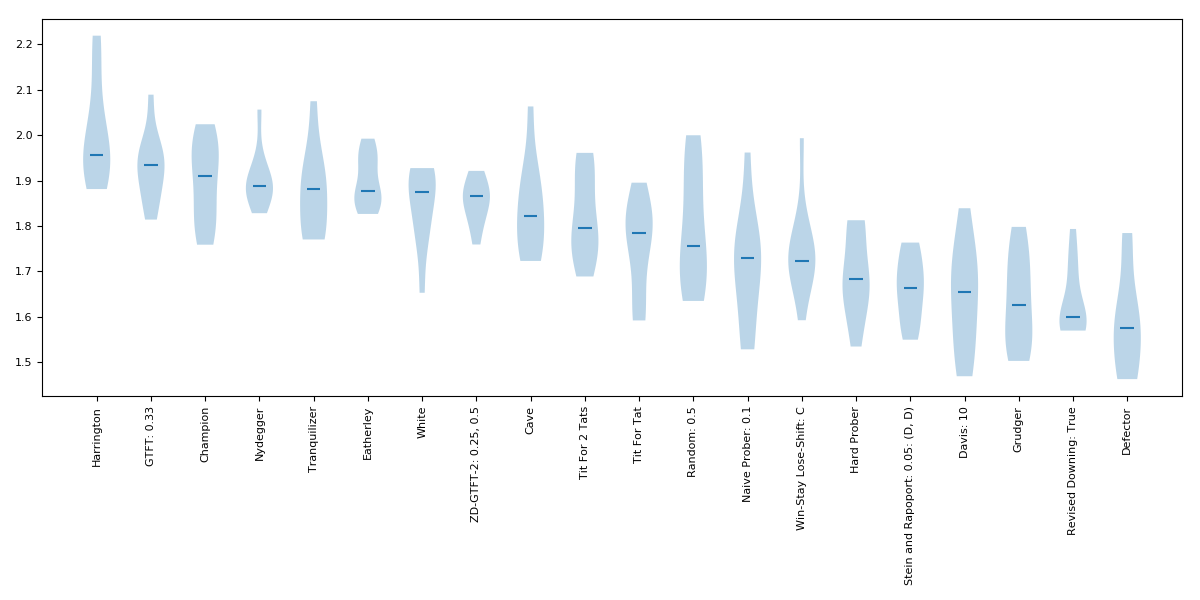 2.2
2.1
2.0
1.9
1.8
1.7
1.6
1.5
Harrington
GTFT: 0.33
Champion
Nydegger
Tranquilizer
Eatherley
White
ZD-GTFT-2: 0.25, 0.5
Cave
Tit For 2 Tats
Tit For Tat
Random: 0.5
Naive Prober: 0.1
Win-Stay Lose-Shift: C
Hard Prober
Stein and Rapoport: 0.05: (D, D)
Davis: 10
Grudger
Revised Downing: True
Defector